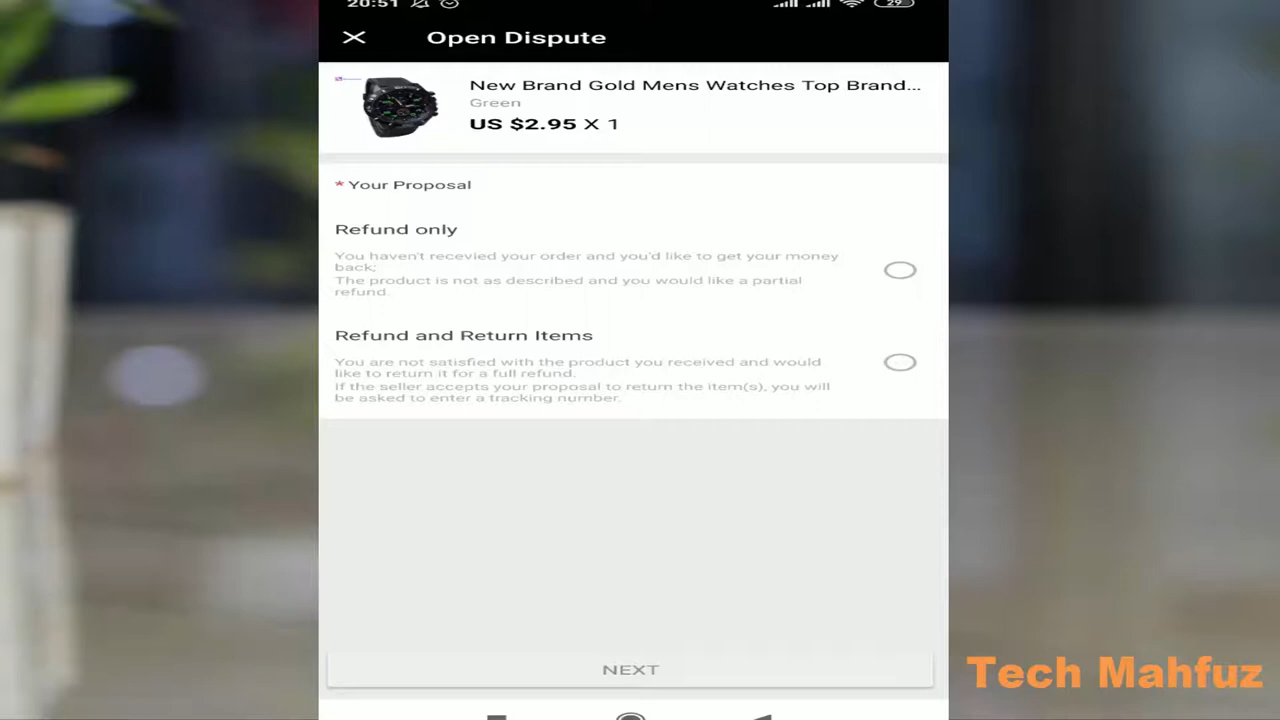 20:51
29
Open Dispute
New Brand Gold Mens Watches Top Brand...
Green
US $2.95 X 1
* Your Proposal
Refund only
You haven't recevied your order and you'd like to get your money
back;
The product is not as described and you would like a partial
refund.
Refund and Return Items
You are not satisfied with the product you received and would
like to return it for a full refund.
If the seller accepts your proposal to return the item(s), you will
be asked to enter a tracking number.
NEXT
Tech Mahfuz